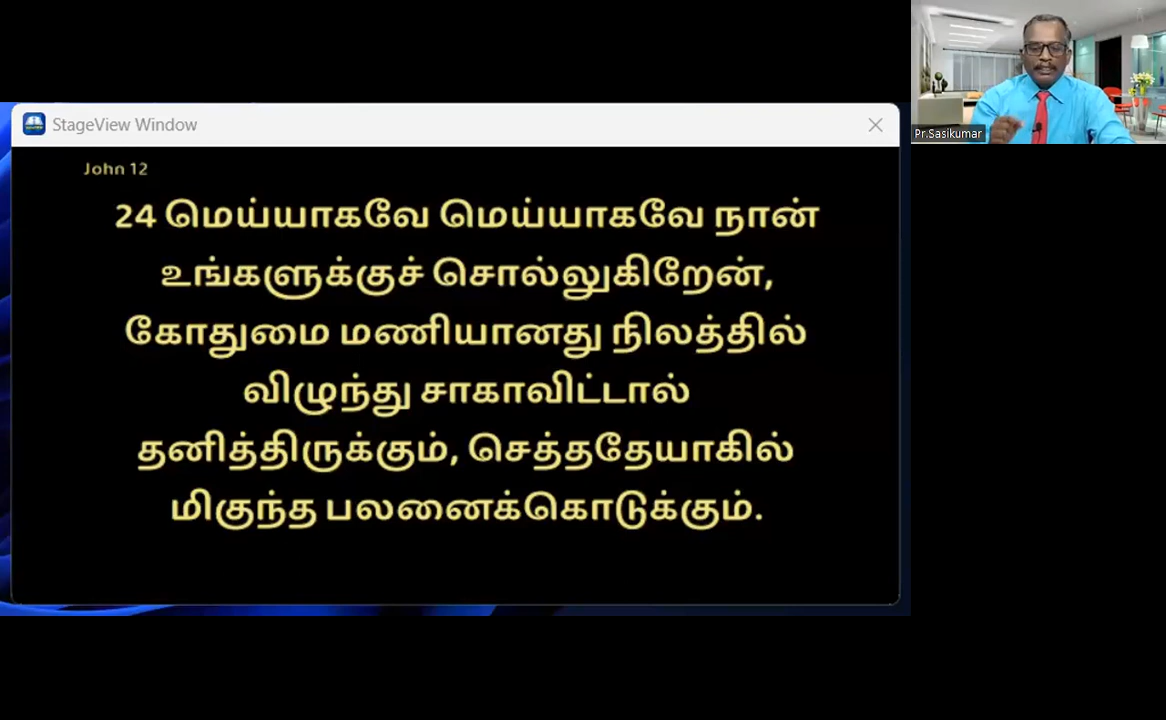 StageView Window
John 12
24 மெய்யாகவே மெய்யாகவே நான்
உங்களுக்குச் சொல்லுகிறேன்,
கோதுமை மணியானது நிலத்தில்
விழுந்து சாகாவிட்டால்
தனித்திருக்கும், செத்ததேயாகில்
மிகுந்த பலனைக்கொடுக்கும்.
Pr.Sasikumar